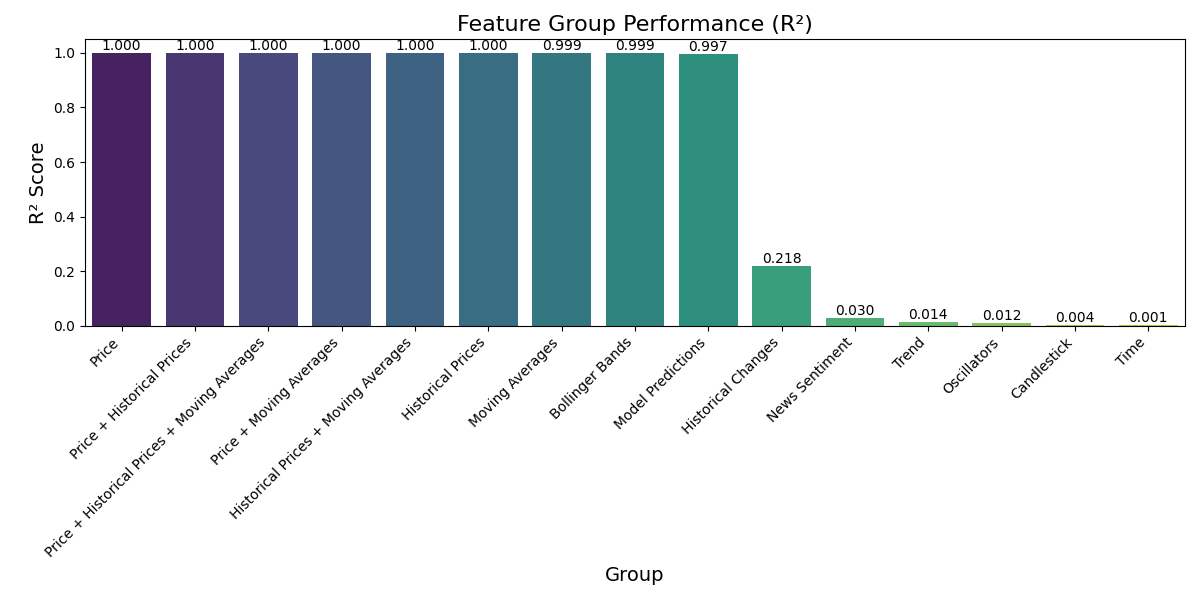 Feature Group Performance (R²)
1.000 1.000 1.000 1.000 1.000 1.000 0.999 0.999 0.997
0.218
0.030
0.014
0.012
0.004
0.001
R² Score
1.0
0.8
0.6
0.4
0.2
0.0
Price
Price + Historical Prices
Price + Historical Prices + Moving Averages
Price + Moving Averages
Historical Prices + Moving Averages
Historical Prices
Moving Averages
Bollinger Bands
Model Predictions
Historical Changes
News Sentiment
Trend
Oscillators
Candlestick
Time
Group